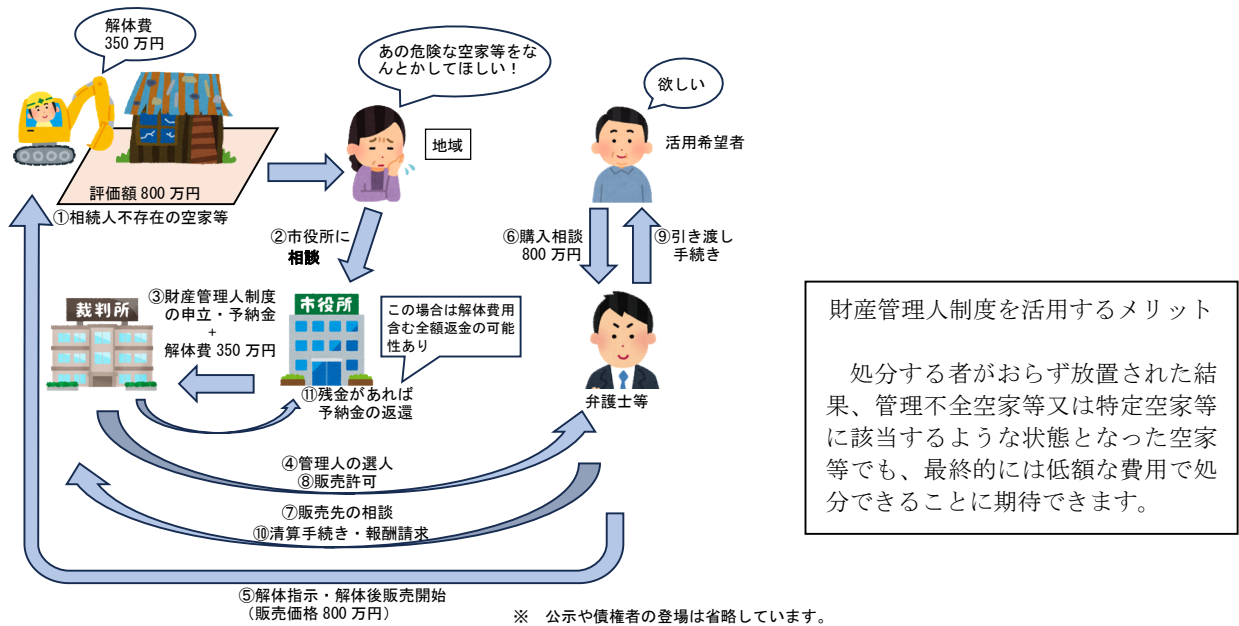 解体費
350 万円
あの危険な空家等をな
んとかしてほしい！
欲しい
地域
活用希望者
評価額 800 万円
①相続人不存在の空家等
②市役所に
相談
⑥購入相談
800 万円
⑨引き渡し
手続き
裁判所
③財産管理人制度
の申立・予納金
+
解体費 350 万円
市役所
この場合は解体費用
含む全額返金の可能
性あり
⑪残金があれば
予納金の返還
弁護士等
④管理人の選人
⑧販売許可
⑦販売先の相談
⑩清算手続き・報酬請求
⑤解体指示・解体後販売開始
（販売価格 800 万円）
※　公示や債権者の登場は省略しています。
財産管理人制度を活用するメリット
処分する者がおらず放置された結
果、管理不全空家等又は特定空家等
に該当するような状態となった空家
等でも、最終的には低額な費用で処
分できることに期待できます。